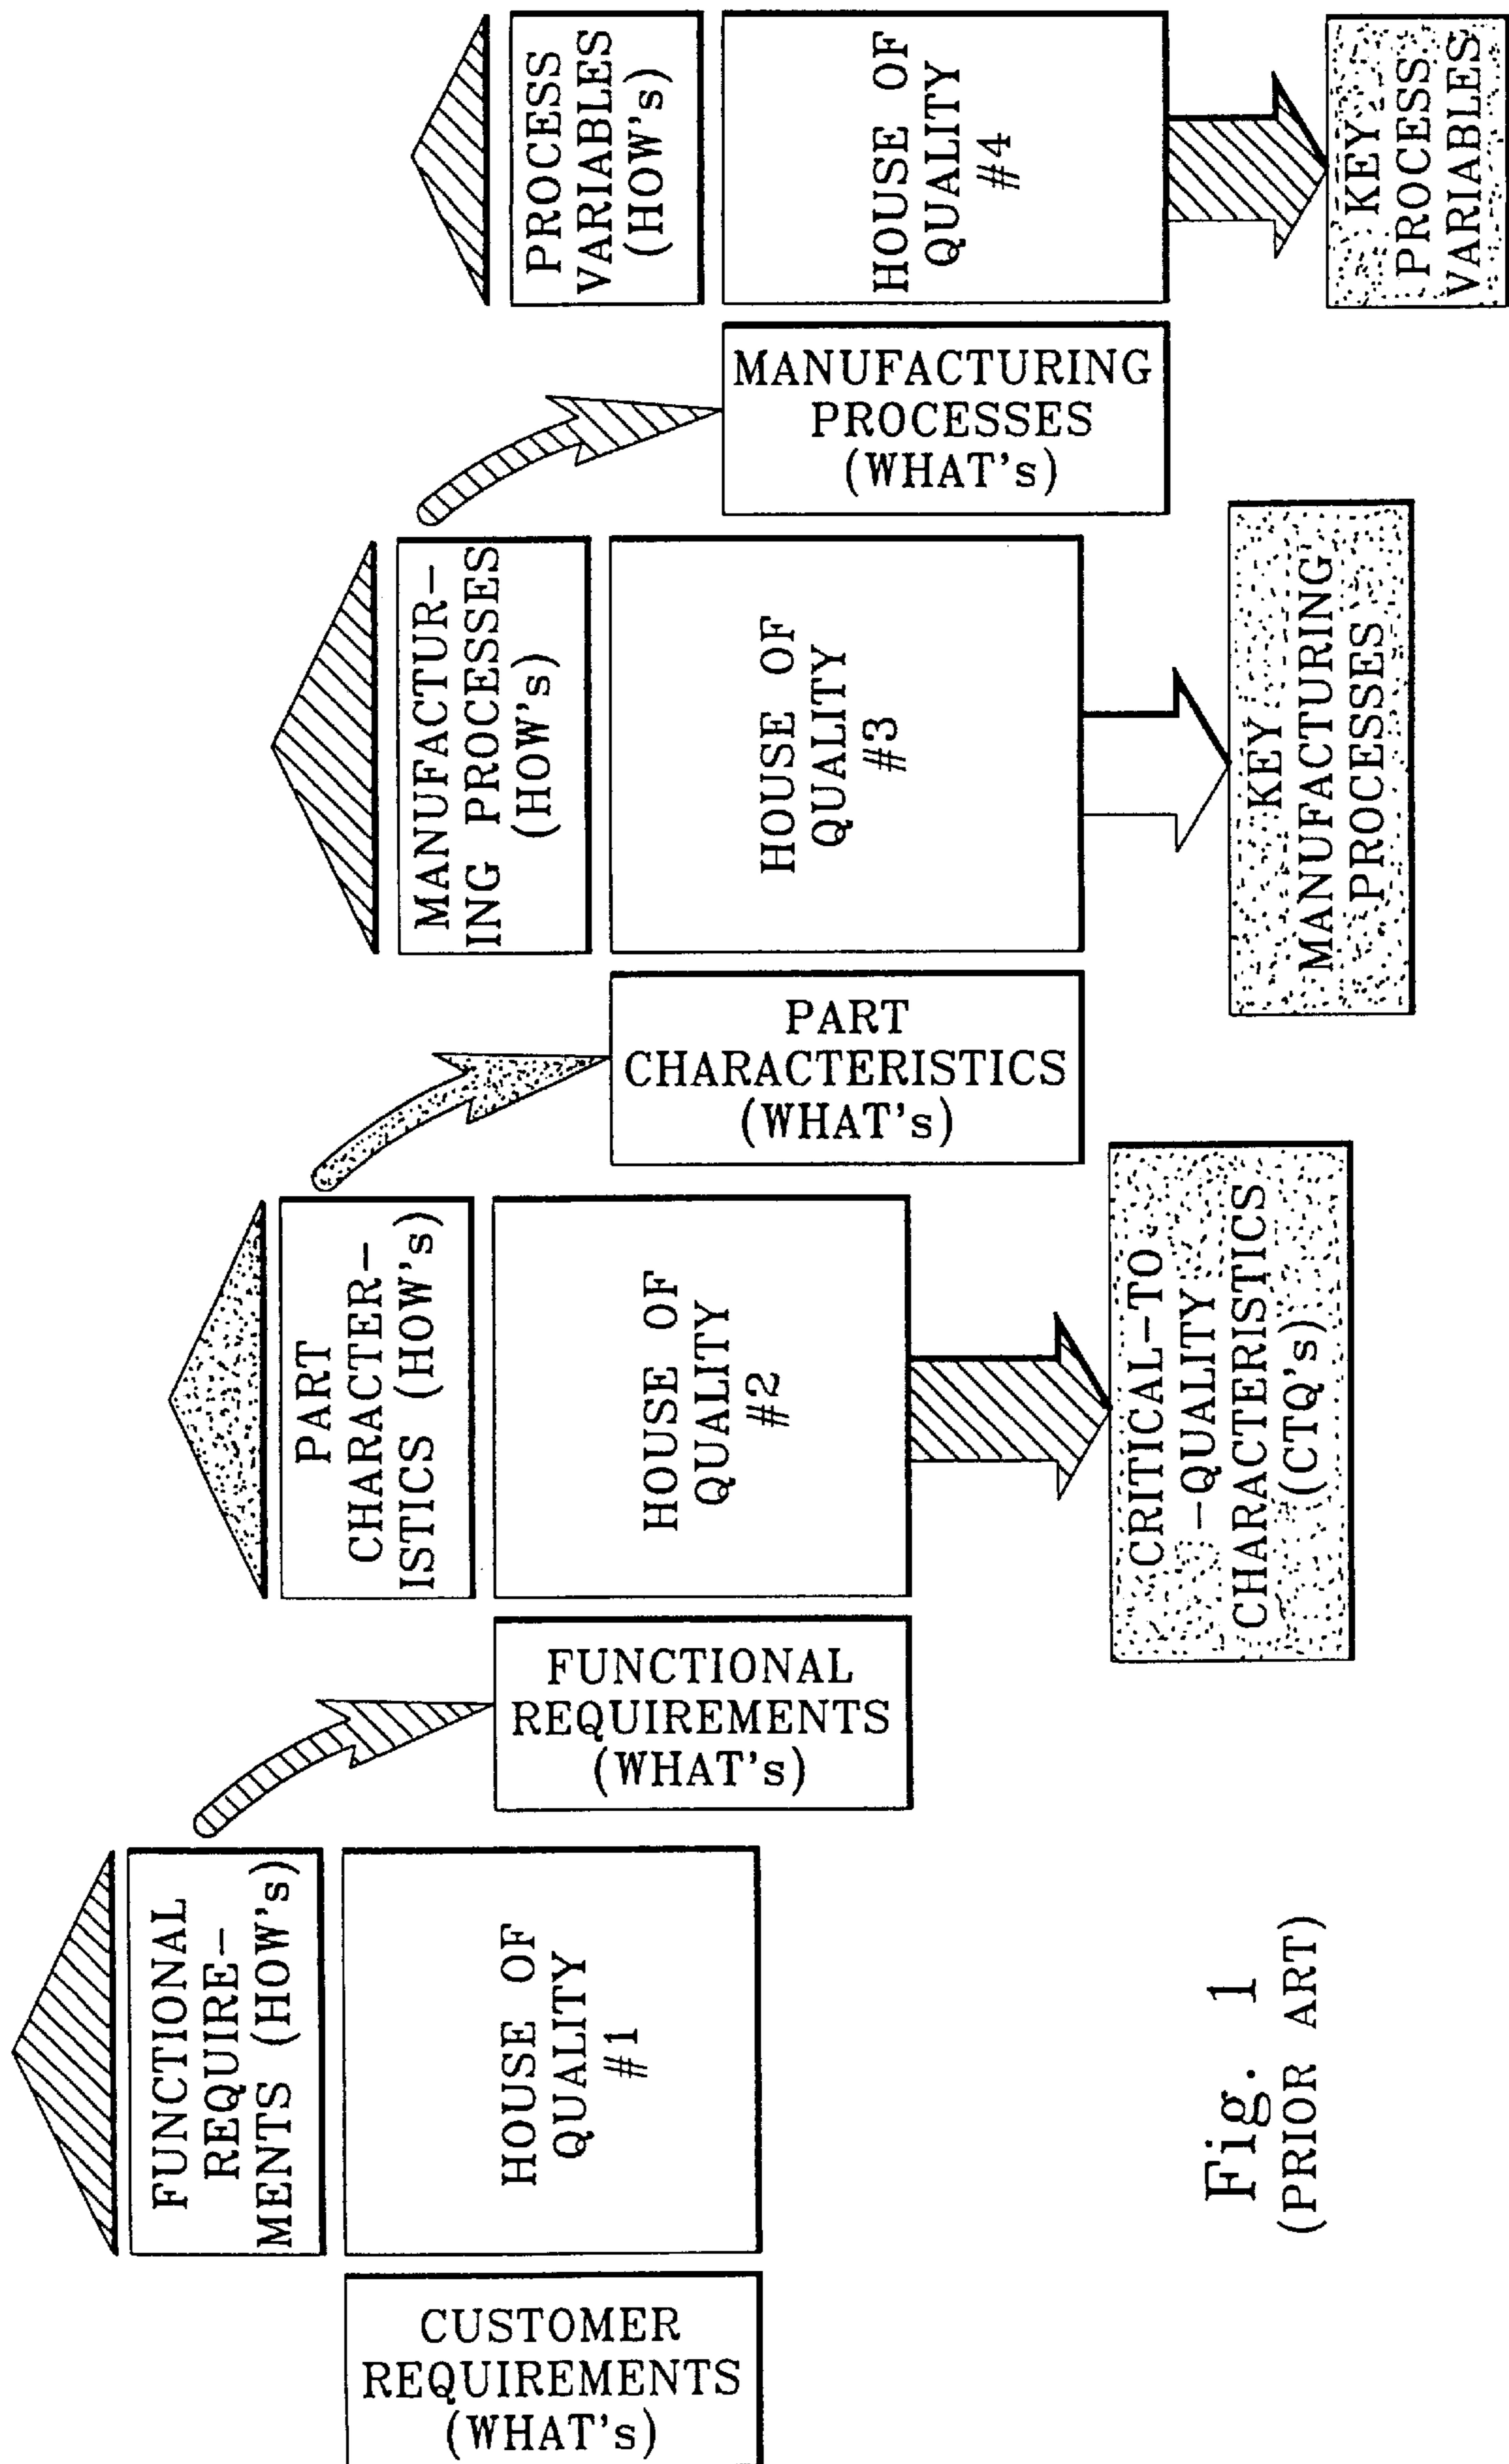 FUNCTIONAL
REQUIRE-
MENTS (HOW's)
CUSTOMER
REQUIREMENTS
(WHAT's)
HOUSE OF
QUALITY
#1
PART
CHARACTER-
ISTICS (HOW's)
FUNCTIONAL
REQUIREMENTS
(WHAT's)
HOUSE OF
QUALITY
#2
CRITICAL-TO
-QUALITY
CHARACTERISTICS
(CTQ's)
MANUFACTUR-
ING PROCESSES
(HOW's)
PART
CHARACTERISTICS
(WHAT's)
HOUSE OF
QUALITY
#3
KEY
MANUFACTURING
PROCESSES
PROCESS
VARIABLES
(HOW's)
MANUFACTURING
PROCESSES
(WHAT's)
HOUSE OF
QUALITY
#4
KEY
PROCESS
VARIABLES
Fig. 1
(PRIOR ART)